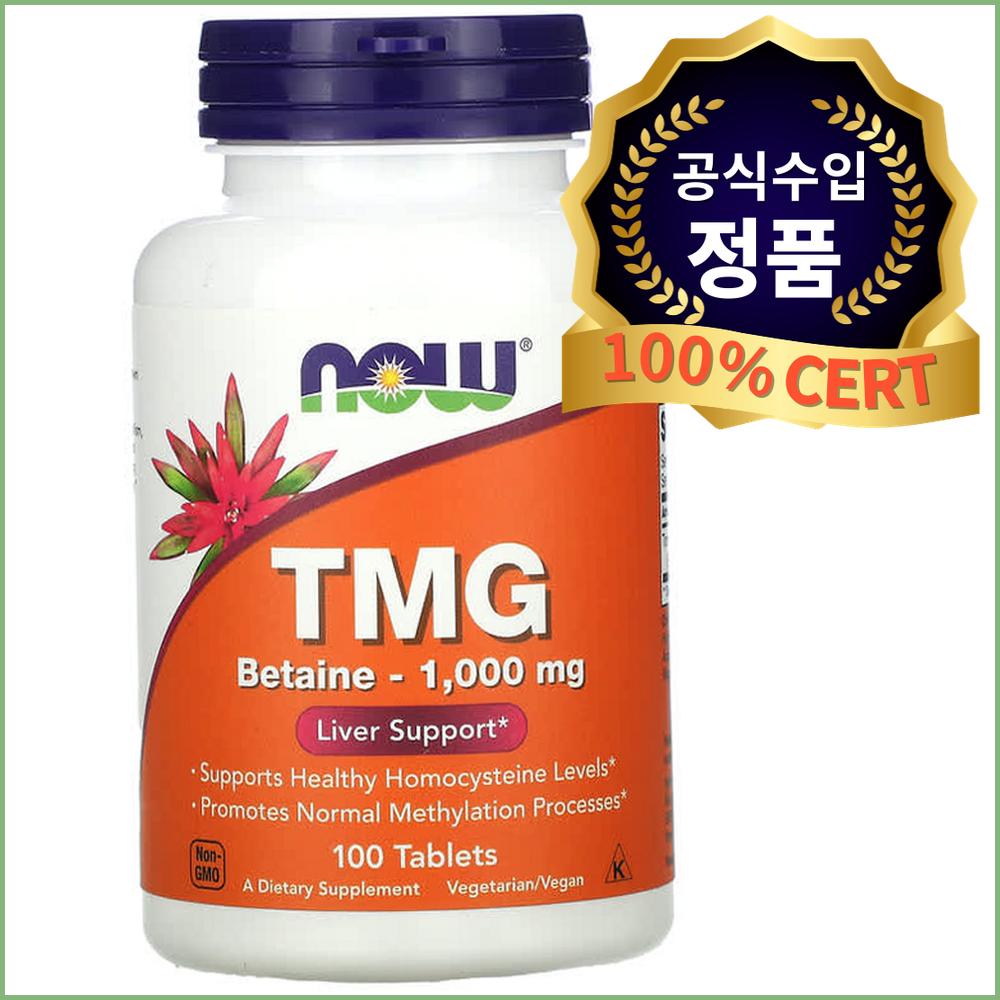 공식수입
정품
100% CERT
NOW®
TMG
Betaine - 1,000 mg
Liver Support*
· Supports Healthy Homocysteine Levels*
· Promotes Normal Methylation Processes*
Non-
GMO
100 Tablets
A Dietary Supplement Vegetarian/Vegan
K